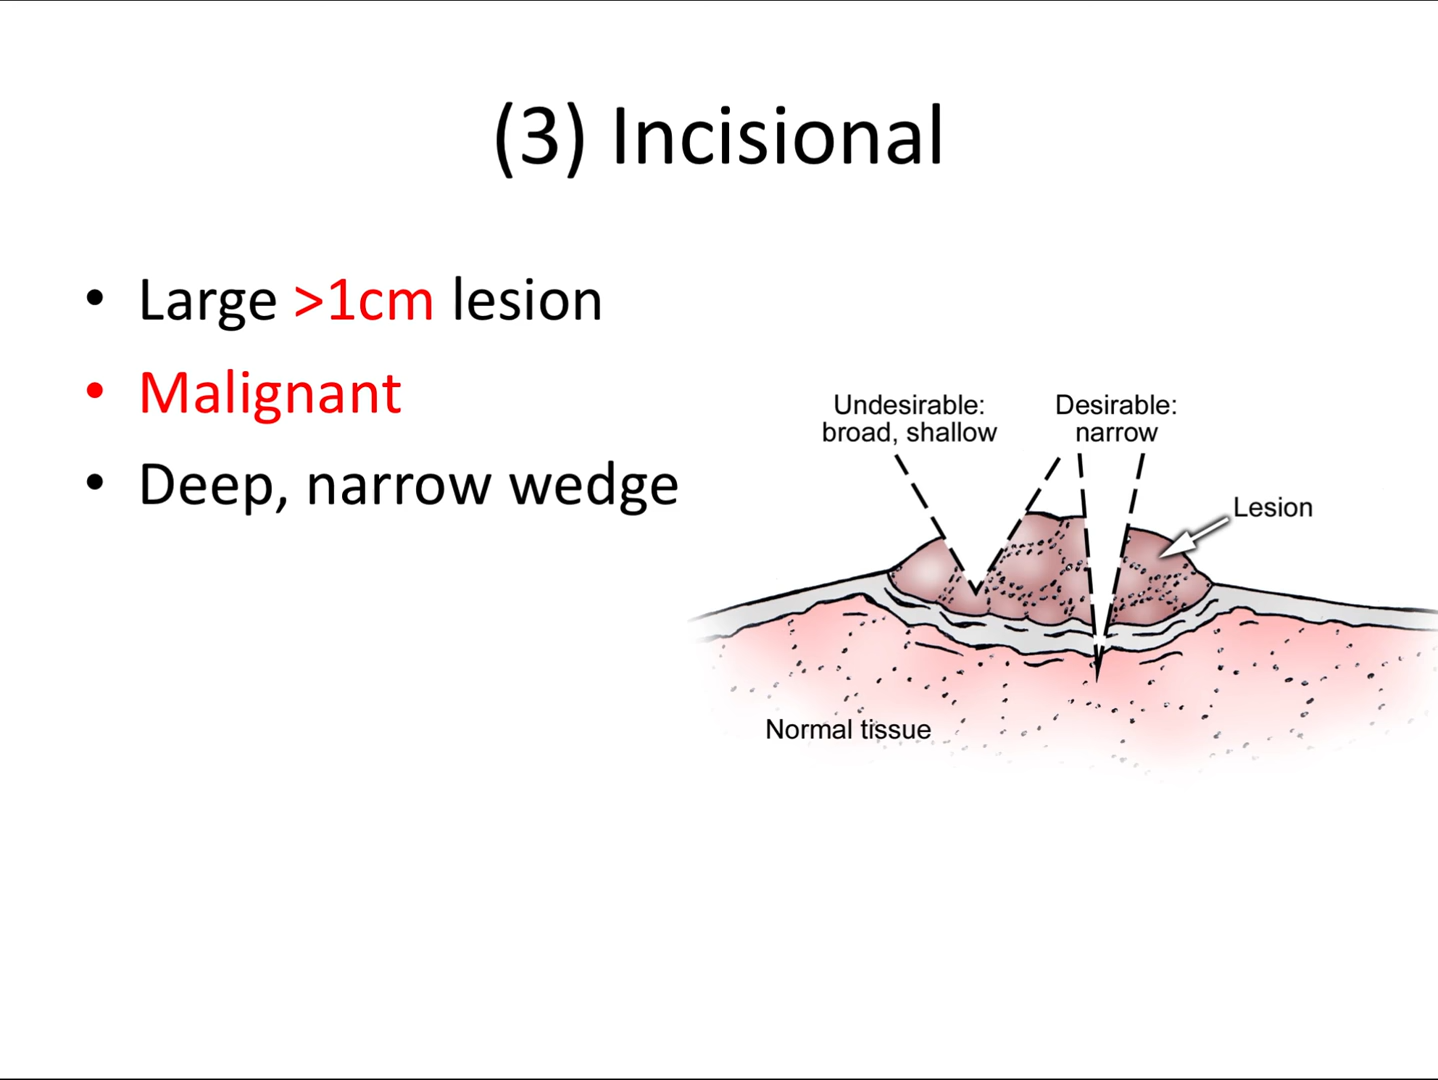 (3) Incisional
• Large >1cm lesion
• Malignant
• Deep, narrow wedge
Undesirable:
broad, shallow
Desirable:
narrow
Lesion
Normal tissue